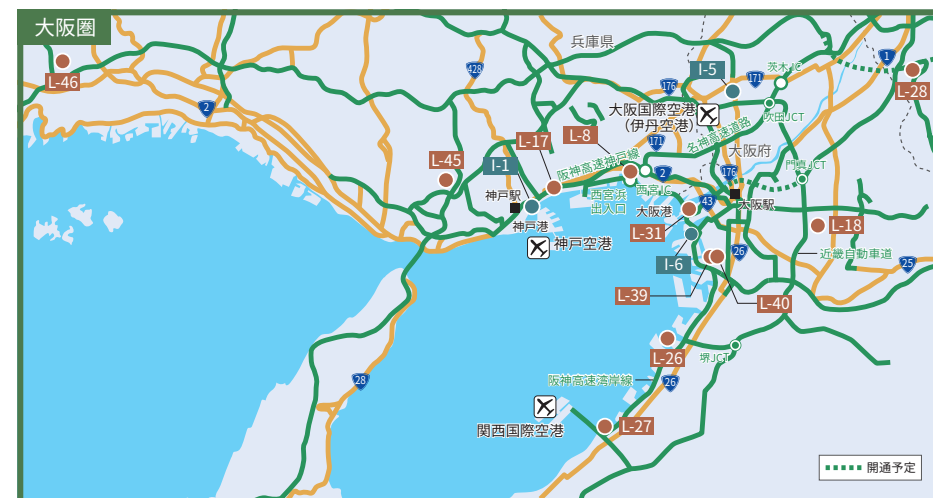 大阪圏
兵庫県
1
I-5
茨木JC
L-46
428
176
171
L-28
2
大阪国際空港
(伊丹空港)
吹田JCT
名神高速道路
L-17
L-8
171
大阪府
阪神高速神戸線
L-45
I-1
門真JCT
2
176
神戸駅
西宮浜
出入口
西宮JC
43
大阪駅
大阪港
神戸港
L-31
L-18
神戸空港
26
近畿自動車道
I-6
25
L-39
L-40
L-26
堺JCT
28
阪神高速湾岸線
26
関西国際空港
L-27
開通予定